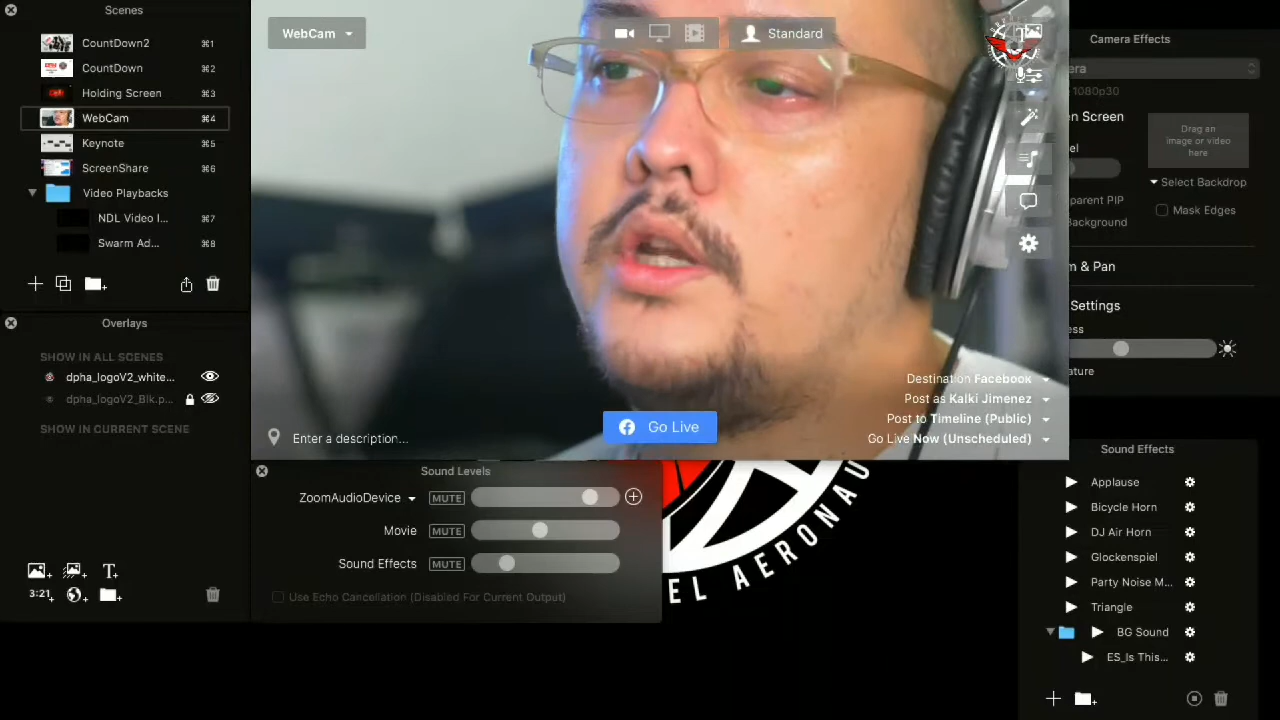 Scenes
CountDown2 ⌘1
CountDown ⌘2
Holding Screen ⌘3
WebCam ⌘4
Keynote ⌘5
ScreenShare ⌘6
Video Playbacks
NDL Video I... ⌘7
Swarm Ad... ⌘8
Overlays
SHOW IN ALL SCENES
dpha_logoV2_white...
dpha_logoV2_Blk.p...
SHOW IN CURRENT SCENE
3:21
WebCam
Standard
Destination Facebook
Post as Kalki Jimenez
Post to Timeline (Public)
Go Live Now (Unscheduled)
Enter a description...
Go Live
Sound Levels
ZoomAudioDevice MUTE
Movie MUTE
Sound Effects MUTE
Use Echo Cancellation (Disabled For Current Output)
EL AERONAU
Camera Effects
era
1080p30
en Screen
Drag an
image or video
here
el
Select Backdrop
parent PIP
Mask Edges
Background
m & Pan
Settings
ess
ature
Sound Effects
Applause
Bicycle Horn
DJ Air Horn
Glockenspiel
Party Noise M...
Triangle
BG Sound
ES_Is This...